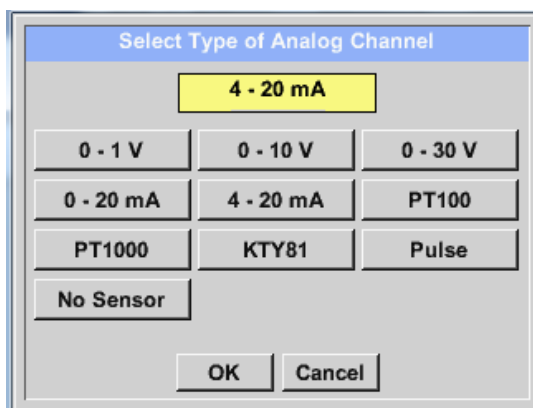 Select Type of Analog Channel
4 - 20 mA
0 - 1 V 0 - 10 V 0 - 30 V
0 - 20 mA 4 - 20 mA PT100
PT1000 KTY81 Pulse
No Sensor
OK Cancel